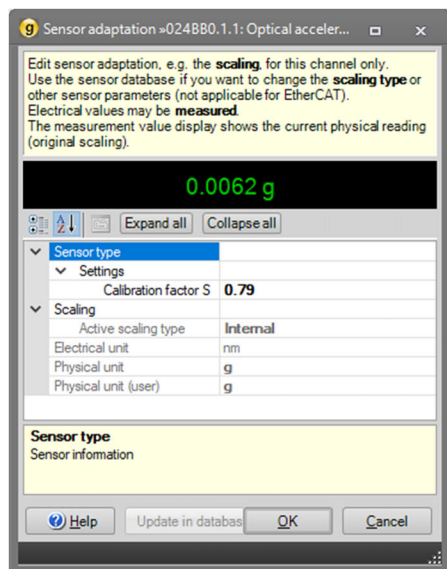 Sensor adaptation »024BB0.1.1: Optical acceler...
Edit sensor adaptation, e.g. the scaling, for this channel only.
Use the sensor database if you want to change the scaling type or
other sensor parameters (not applicable for EtherCAT).
Electrical values may be measured.
The measurement value display shows the current physical reading
(original scaling).
0.0062 g
Expand all Collapse all
Sensor type
Settings
Calibration factor S 0.79
Scaling
Active scaling type Internal
Electrical unit nm
Physical unit g
Physical unit (user) g
Sensor type
Sensor information
Help Update in databas OK Cancel